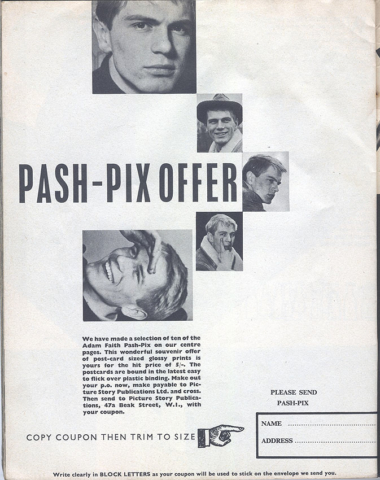 PASH-PIX OFFER
We have made a selection of ten of the
Adam Faith Pash-Pix on our centre
pages. This wonderful souvenir offer
of post-card sized glossy prints is
yours for the hit price of 5/-. The
postcards are bound in the latest easy
to flick over plastic binding. Make out
your p.o. now, make payable to Pic-
ture Story Publications Ltd. and cross.
Then send to Picture Story Publica-
tions, 47a Beak Street, W.1., with
your coupon.
COPY COUPON THEN TRIM TO SIZE
PLEASE SEND
PASH-PIX
NAME
ADDRESS
Write clearly in BLOCK LETTERS as your coupon will be used to stick on the envelope we send you.